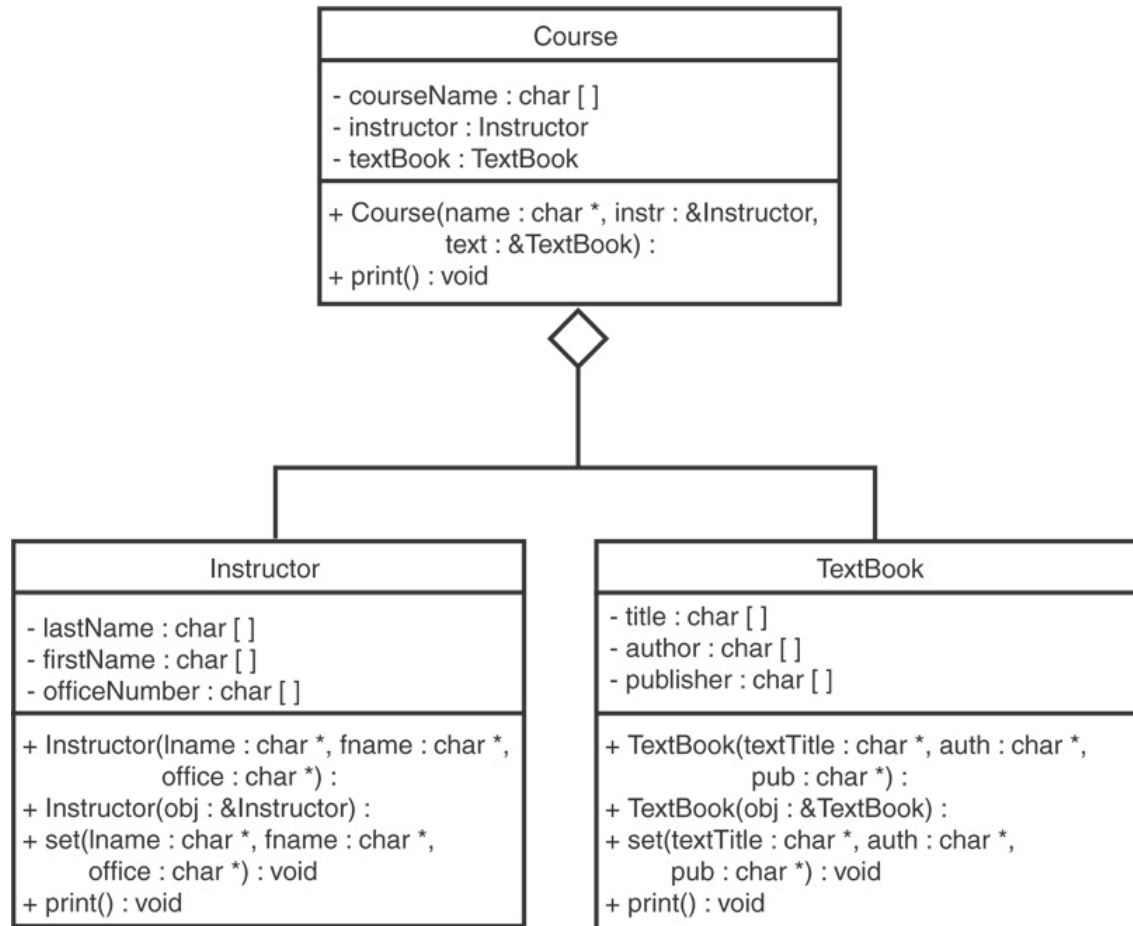 Course
- courseName : char [ ]
- instructor : Instructor
- textBook : TextBook
+ Course(name : char *, instr : &Instructor,
text : &TextBook) :
+ print() : void
Instructor
- lastName : char [ ]
- firstName : char [ ]
- officeNumber : char [ ]
+ Instructor(lname : char *, fname : char *,
office : char *) :
+ Instructor(obj : &Instructor) :
+ set(lname : char *, fname : char *,
office : char *) : void
+ print() : void
TextBook
- title : char [ ]
- author : char [ ]
- publisher : char [ ]
+ TextBook(textTitle : char *, auth : char *,
pub : char *) :
+ TextBook(obj : &TextBook) :
+ set(textTitle : char *, auth : char *,
pub : char *) : void
+ print() : void